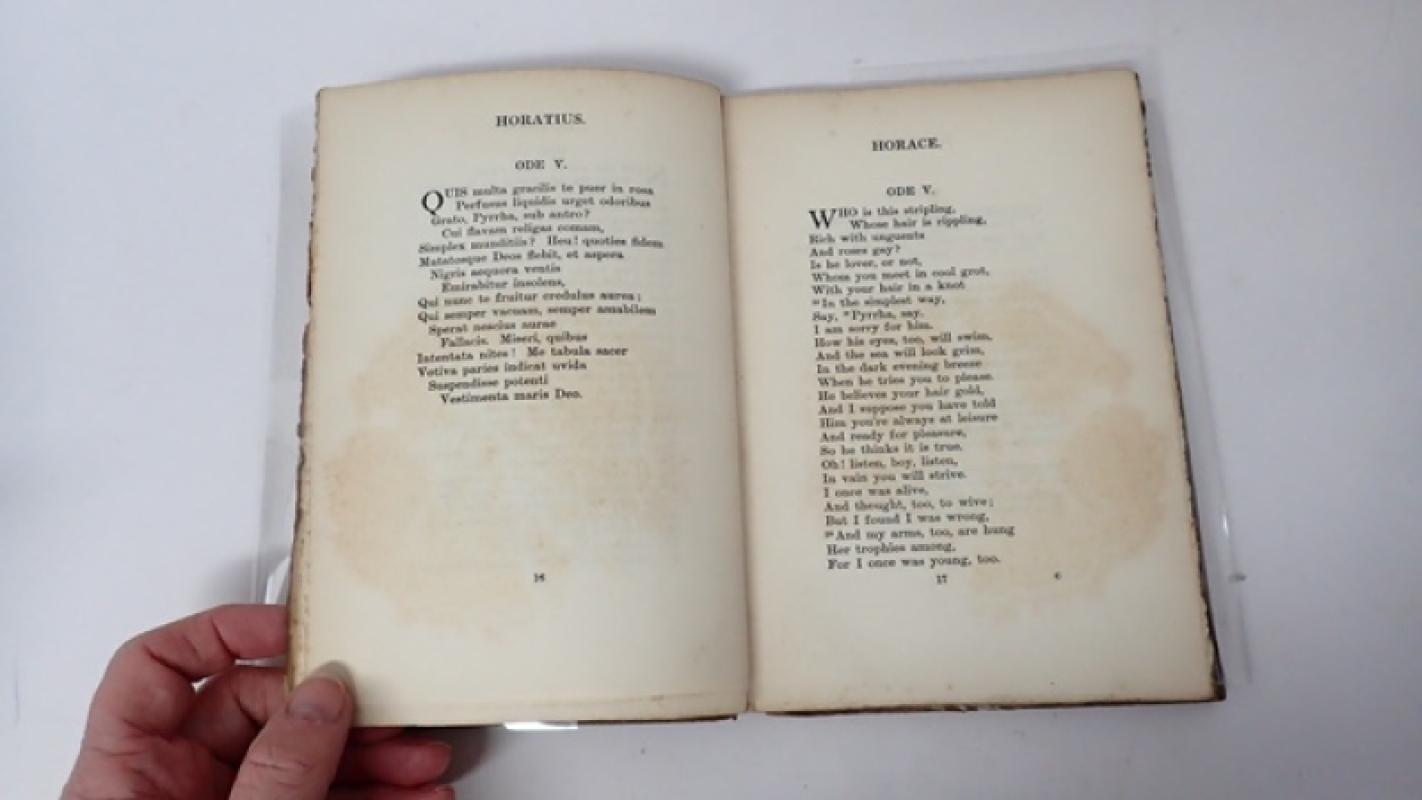 HORATIUS.
ODE V.
QUIS multa gracilis te puer in rosa
Perfusus liquidis urget odoribus
Grato, Pyrrha, sub antro?
Cui flavam religas comam,
Simplex munditiis? Heu! quoties fidem
Mutatosque Deos flebit, et aspera
Nigris aequora ventis
Emirabitur insolens,
Qui nunc te fruitur credulus aurea;
Qui semper vacuam, semper amabilem
Sperat nescius aurae
Fallacis. Miseri, quibus
Intentata nites! Me tabula sacer
Votiva paries indicat uvida
Suspendisse potenti
Vestimenta maris Deo.
16
HORACE.
ODE V.
WHO is this stripling,
Whose hair is rippling,
Rich with unguents
And roses gay?
Is he lover, or not,
Whom you meet in cool grot,
With your hair in a knot
"In the simplest way,
Say, "Pyrrha, say.
I am sorry for him.
How his eyes, too, will swim,
And the sea will look grim,
In the dark evening breeze
When he tries you to please.
He believes your hair gold,
And I suppose you have told
Him you're always at leisure
And ready for pleasure,
So he thinks it is true.
Oh! listen, boy, listen,
In vain you will strive.
I once was alive,
And thought, too, to wive;
But I found I was wrong,
"And my arms, too, are hung
Her trophies among,
For I once was young, too.
17 c